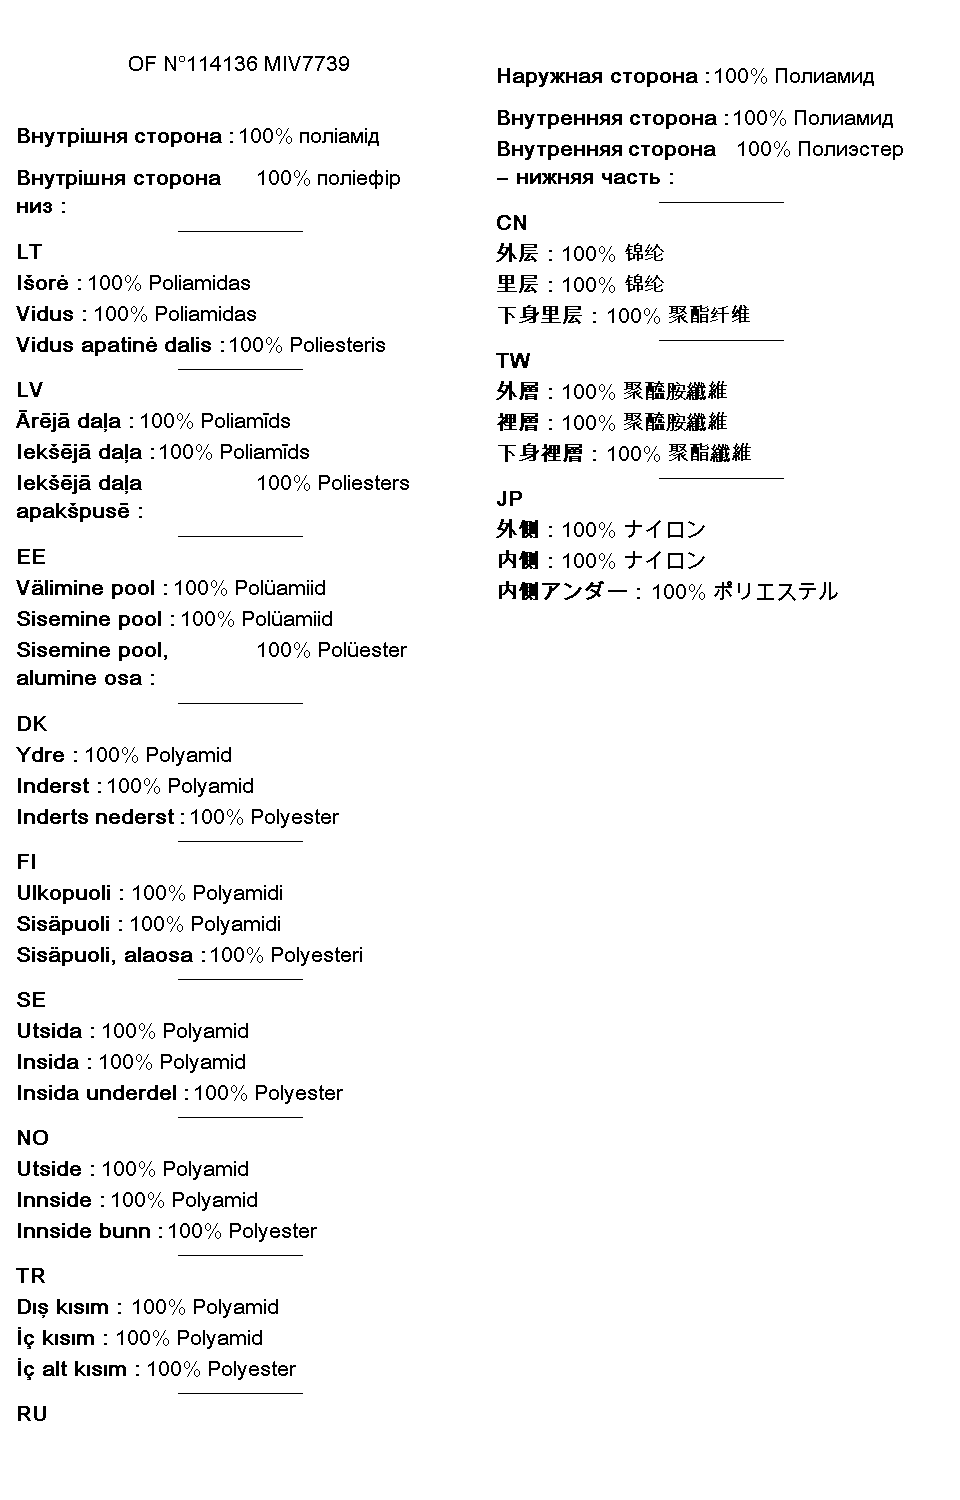 OF N°114136 MIV7739
Внутрішня сторона : 100% поліамід
Внутрішня сторона 100% поліефір
низ :
LT
Išorė : 100% Poliamidas
Vidus : 100% Poliamidas
Vidus apatinė dalis : 100% Poliesteris
LV
Ārējā daļa : 100% Poliamīds
Iekšējā daļa : 100% Poliamīds
Iekšējā daļa 100% Poliesters
apakšpusē :
EE
Välimine pool : 100% Polüamiid
Sisemine pool : 100% Polüamiid
Sisemine pool, 100% Polüester
alumine osa :
DK
Ydre : 100% Polyamid
Inderst : 100% Polyamid
Inderts nederst : 100% Polyester
FI
Ulkopuoli : 100% Polyamidi
Sisäpuoli : 100% Polyamidi
Sisäpuoli, alaosa : 100% Polyesteri
SE
Utsida : 100% Polyamid
Insida : 100% Polyamid
Insida underdel : 100% Polyester
NO
Utside : 100% Polyamid
Innside : 100% Polyamid
Innside bunn : 100% Polyester
TR
Dış kısım : 100% Polyamid
İç kısım : 100% Polyamid
İç alt kısım : 100% Polyester
RU
Наружная сторона : 100% Полиамид
Внутренняя сторона : 100% Полиамид
Внутренняя сторона 100% Полиэстер
– нижняя часть :
CN
外层 : 100% 锦纶
里层 : 100% 锦纶
下身里层 : 100% 聚酯纤维
TW
外層 : 100% 聚醯胺纖維
裡層 : 100% 聚醯胺纖維
下身裡層 : 100% 聚酯纖維
JP
外側 : 100% ナイロン
内側 : 100% ナイロン
内側アンダー : 100% ポリエステル